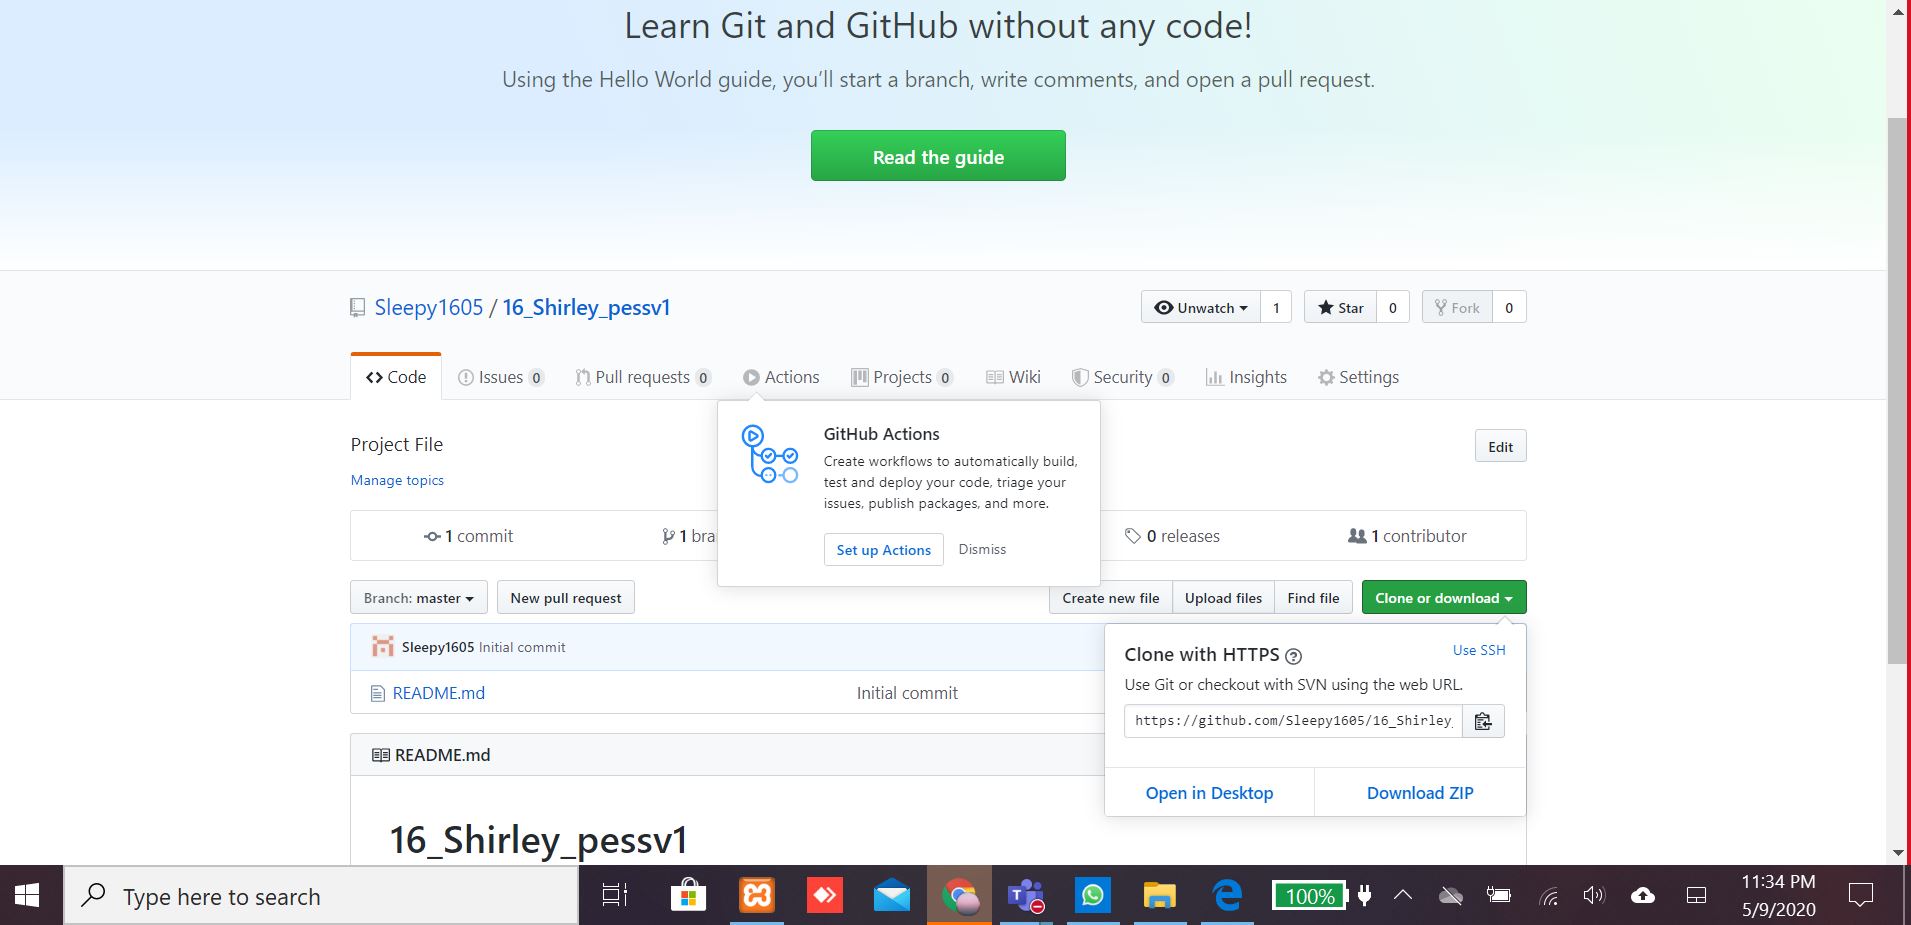 Learn Git and GitHub without any code!
Using the Hello World guide, you’ll start a branch, write comments, and open a pull request.
Read the guide
Sleepy1605 / 16_Shirley_pessv1
Unwatch 1 Star 0 Fork 0
Code Issues 0 Pull requests 0 Actions Projects 0 Wiki Security 0 Insights Settings
Project File
Edit
Manage topics
GitHub Actions
Create workflows to automatically build,
test and deploy your code, triage your
issues, publish packages, and more.
Set up Actions Dismiss
1 commit 1 bra 0 releases 1 contributor
Branch: master New pull request Create new file Upload files Find file Clone or download
Sleepy1605 Initial commit
README.md Initial commit
Clone with HTTPS Use SSH
Use Git or checkout with SVN using the web URL.
https://github.com/Sleepy1605/16_Shirley_
Open in Desktop Download ZIP
README.md
16_Shirley_pessv1
Type here to search
100%
11:34 PM
5/9/2020